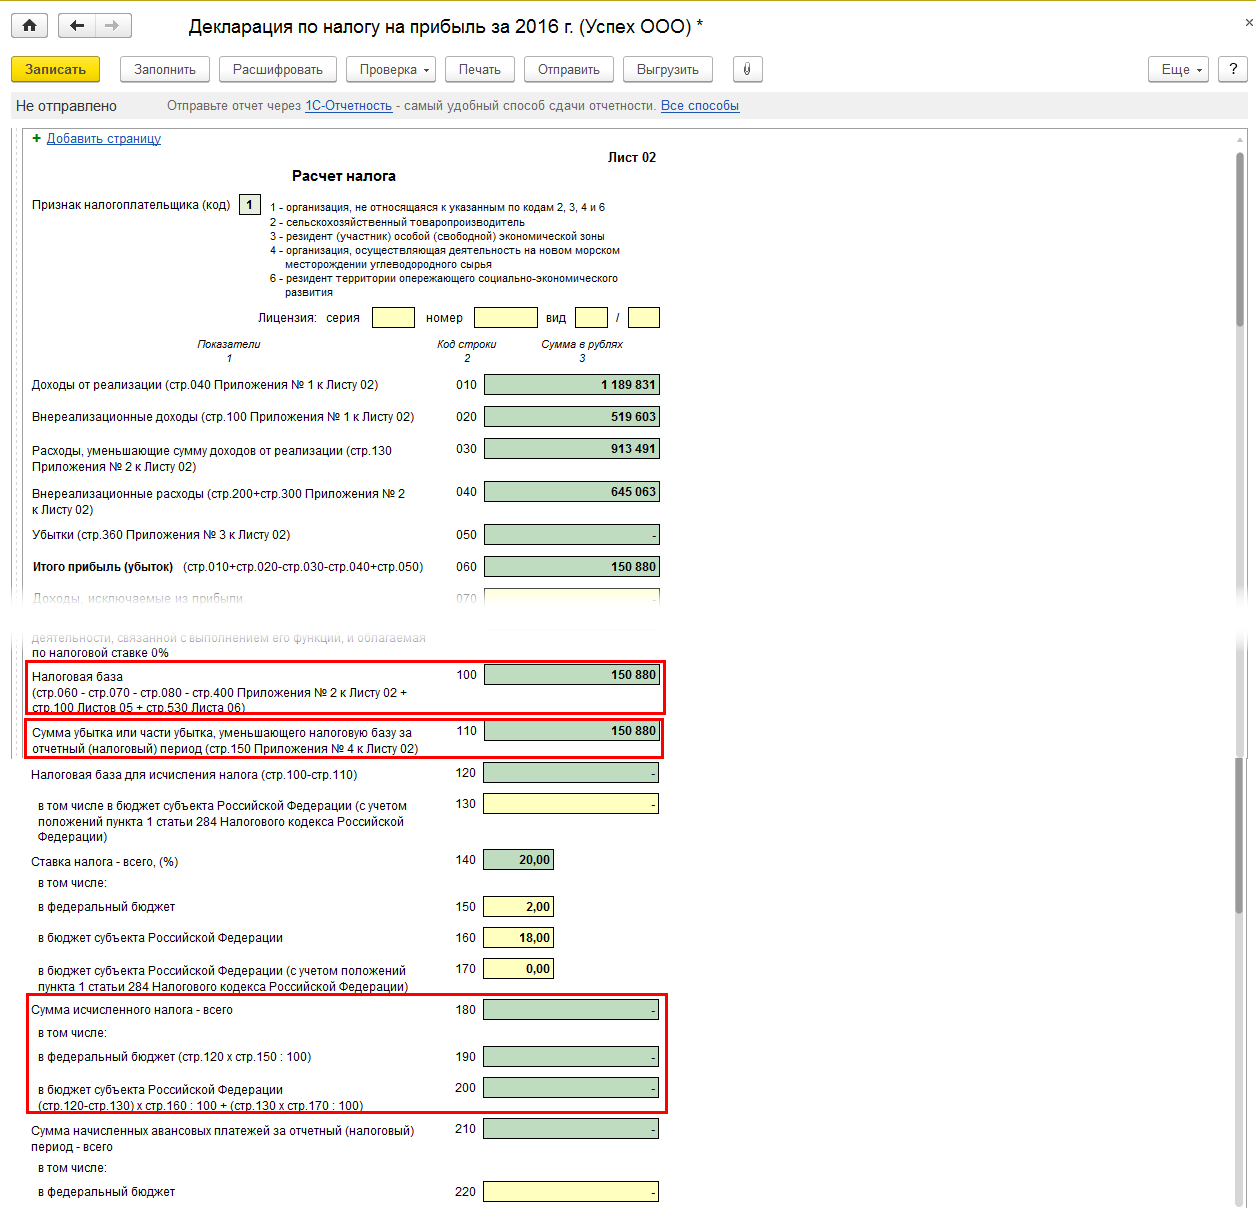 Декларация по налогу на прибыль за 2016 г. (Успех ООО) *
×
Записать Заполнить Расшифровать Проверка Печать Отправить Выгрузить Еще ?
Не отправлено Отправьте отчет через 1С-Отчетность - самый удобный способ сдачи отчетности. Все способы
+ Добавить страницу
Лист 02
Расчет налога
Признак налогоплательщика (код) 1 1 - организация, не относящаяся к указанным по кодам 2, 3, 4 и 6
2 - сельскохозяйственный товаропроизводитель
3 - резидент (участник) особой (свободной) экономической зоны
4 - организация, осуществляющая деятельность на новом морском
месторождении углеводородного сырья
6 - резидент территории опережающего социально-экономического
развития
Лицензия: серия номер вид /
Показатели Код строки Сумма в рублях
1 2 3
Доходы от реализации (стр.040 Приложения № 1 к Листу 02) 010 1 189 831
Внереализационные доходы (стр.100 Приложения № 1 к Листу 02) 020 519 603
Расходы, уменьшающие сумму доходов от реализации (стр.130 030 913 491
Приложения № 2 к Листу 02)
Внереализационные расходы (стр.200+стр.300 Приложения № 2 040 645 063
к Листу 02)
Убытки (стр.360 Приложения № 3 к Листу 02) 050 -
Итого прибыль (убыток) (стр.010+стр.020-стр.030-стр.040+стр.050) 060 150 880
Доходы, исключаемые из прибыли 070 -
деятельности, связанной с выполнением его функций, и облагаемая
по налоговой ставке 0%
Налоговая база 100 150 880
(стр.060 - стр.070 - стр.080 - стр.400 Приложения № 2 к Листу 02 +
стр.100 Листов 05 + стр.530 Листа 06)
Сумма убытка или части убытка, уменьшающего налоговую базу за 110 150 880
отчетный (налоговый) период (стр.150 Приложения № 4 к Листу 02)
Налоговая база для исчисления налога (стр.100-стр.110) 120 -
в том числе в бюджет субъекта Российской Федерации (с учетом 130 -
положений пункта 1 статьи 284 Налогового кодекса Российской
Федерации)
Ставка налога - всего, (%) 140 20,00
в том числе:
в федеральный бюджет 150 2,00
в бюджет субъекта Российской Федерации 160 18,00
в бюджет субъекта Российской Федерации (с учетом положений 170 0,00
пункта 1 статьи 284 Налогового кодекса Российской Федерации)
Сумма исчисленного налога - всего 180 -
в том числе:
в федеральный бюджет (стр.120 х стр.150 : 100) 190 -
в бюджет субъекта Российской Федерации 200 -
(стр.120-стр.130) х стр.160 : 100 + (стр.130 х стр.170 : 100)
Сумма начисленных авансовых платежей за отчетный (налоговый) 210 -
период - всего
в том числе:
в федеральный бюджет 220 -